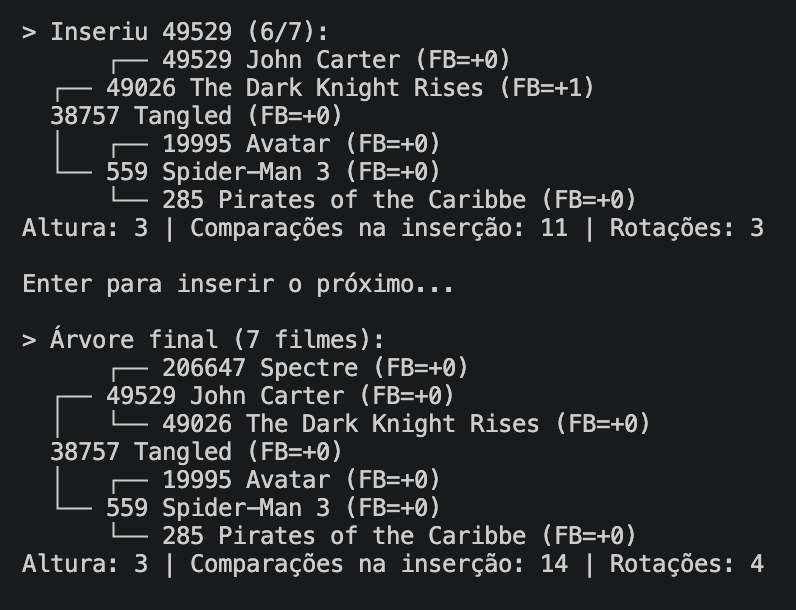 > Inseriu 49529 (6/7):
┌── 49529 John Carter (FB=+0)
┌── 49026 The Dark Knight Rises (FB=+1)
38757 Tangled (FB=+0)
│   ┌── 19995 Avatar (FB=+0)
└── 559 Spider-Man 3 (FB=+0)
└── 285 Pirates of the Caribbe (FB=+0)
Altura: 3 | Comparações na inserção: 11 | Rotações: 3
Enter para inserir o próximo...
> Árvore final (7 filmes):
┌── 206647 Spectre (FB=+0)
┌── 49529 John Carter (FB=+0)
│   └── 49026 The Dark Knight Rises (FB=+0)
38757 Tangled (FB=+0)
│   ┌── 19995 Avatar (FB=+0)
└── 559 Spider-Man 3 (FB=+0)
└── 285 Pirates of the Caribbe (FB=+0)
Altura: 3 | Comparações na inserção: 14 | Rotações: 4